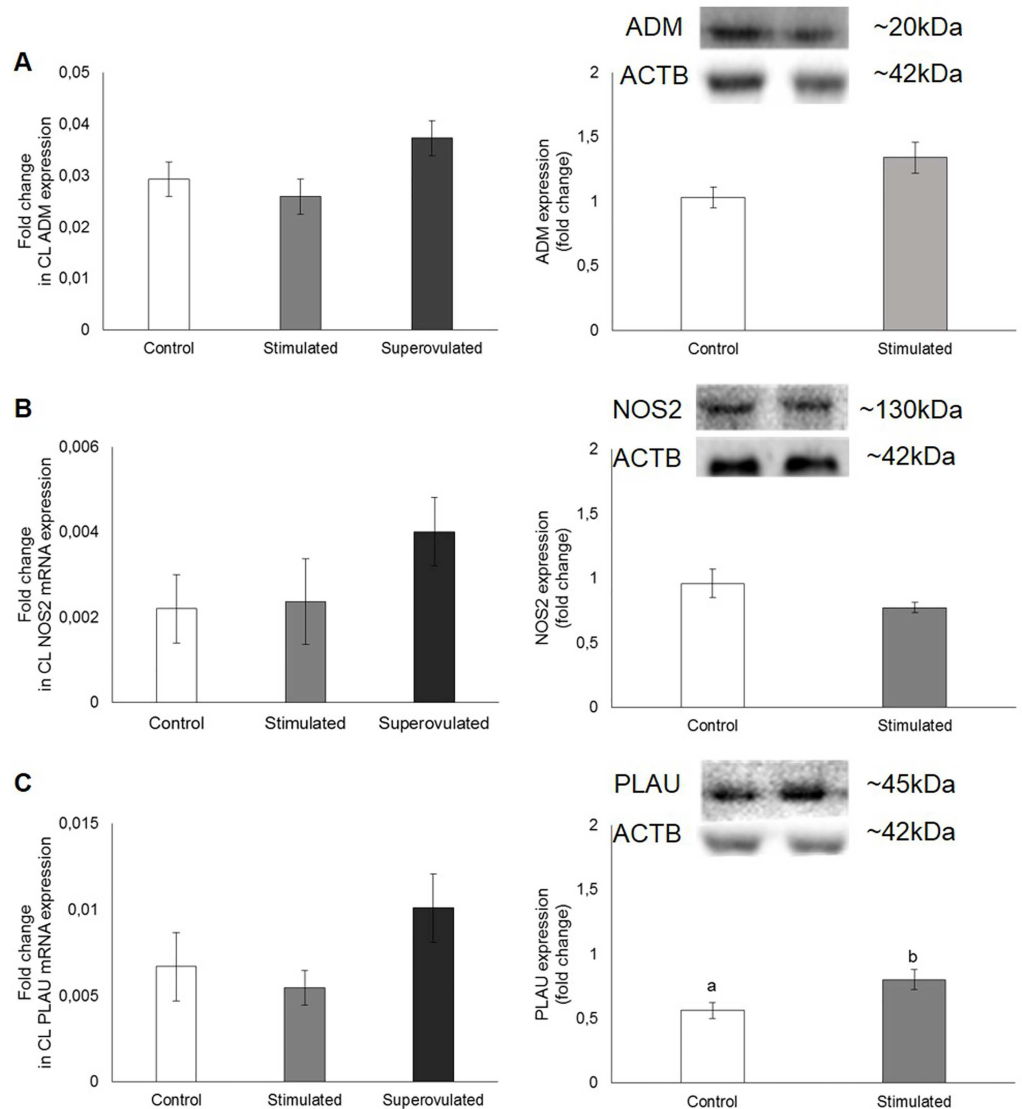 A
Fold change
in CL ADM expression
0,05
0,04
0,03
0,02
0,01
0
Control Stimulated Superovulated
ADM ~20kDa
ACTB ~42kDa
ADM expression
(fold change)
2
1,5
1
0,5
0
Control Stimulated
B
Fold change
in CL NOS2 mRNA expression
0,006
0,004
0,002
0
Control Stimulated Superovulated
NOS2 ~130kDa
ACTB ~42kDa
NOS2 expression
(fold change)
2
1,5
1
0,5
0
Control Stimulated
C
Fold change
in CL PLAU mRNA expression
0,015
0,01
0,005
0
Control Stimulated Superovulated
PLAU ~45kDa
ACTB ~42kDa
PLAU expression
(fold change)
2
1,5
1
0,5
0
a
b
Control Stimulated